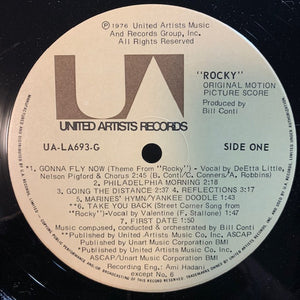 ℗ 1976 United Artists Music
And Records Group, Inc.
All Rights Reserved
UA
UNITED ARTISTS RECORDS
"ROCKY"
ORIGINAL MOTION
PICTURE SCORE
Produced by
Bill Conti
UA-LA693-G
SIDE ONE
*1. GONNA FLY NOW (Theme From "Rocky") - Vocal by DeEtta Little,
Nelson Pigford & Chorus 2:45 (B. Conti/C. Connors/A. Robbins)
2. PHILADELPHIA MORNING 2:18
3. GOING THE DISTANCE 2:37 4. REFLECTIONS 3:17
5. MARINES' HYMN/YANKEE DOODLE 1:40
*6. TAKE YOU BACK (Street Corner Song from
"Rocky")-Vocal by Valentine (F. Stallone) 1:47
7. FIRST DATE 1:50
Music composed, conducted & orchestrated by Bill Conti
*Published by United Artists Music Co., ASCAP/
Published by Unart Music Corporation BMI
**Published by United Artists Music Co. Inc.
ASCAP/Unart Music Corporation BMI
Recording Eng.: Ami Hadani
except No. 6